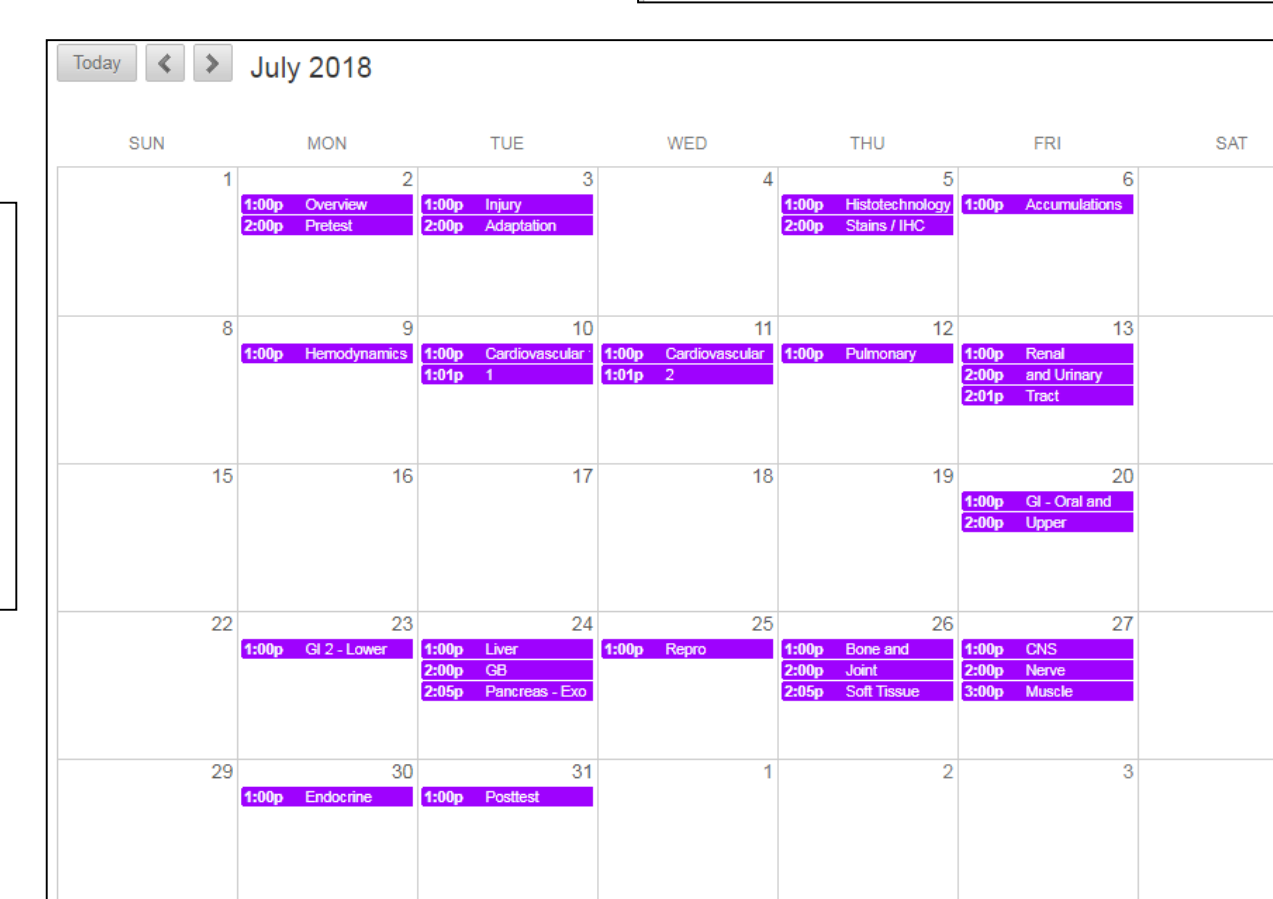 Today July 2018
SUN MON TUE WED THU FRI SAT
1 2 3 4 5 6
1:00p Overview 1:00p Injury 1:00p Histotechnology 1:00p Accumulations
2:00p Pretest 2:00p Adaptation 2:00p Stains / IHC
8 9 10 11 12 13
1:00p Hemodynamics 1:00p Cardiovascular 1:00p Cardiovascular 1:00p Pulmonary 1:00p Renal
1:01p 1 1:01p 2 2:00p and Urinary
2:01p Tract
15 16 17 18 19 20
1:00p GI - Oral and
2:00p Upper
22 23 24 25 26 27
1:00p GI 2 - Lower 1:00p Liver 1:00p Repro 1:00p Bone and 1:00p CNS
2:00p GB 2:00p Joint 2:00p Nerve
2:05p Pancreas - Exo 2:05p Soft Tissue 3:00p Muscle
29 30 31 1 2 3
1:00p Endocrine 1:00p Posttest